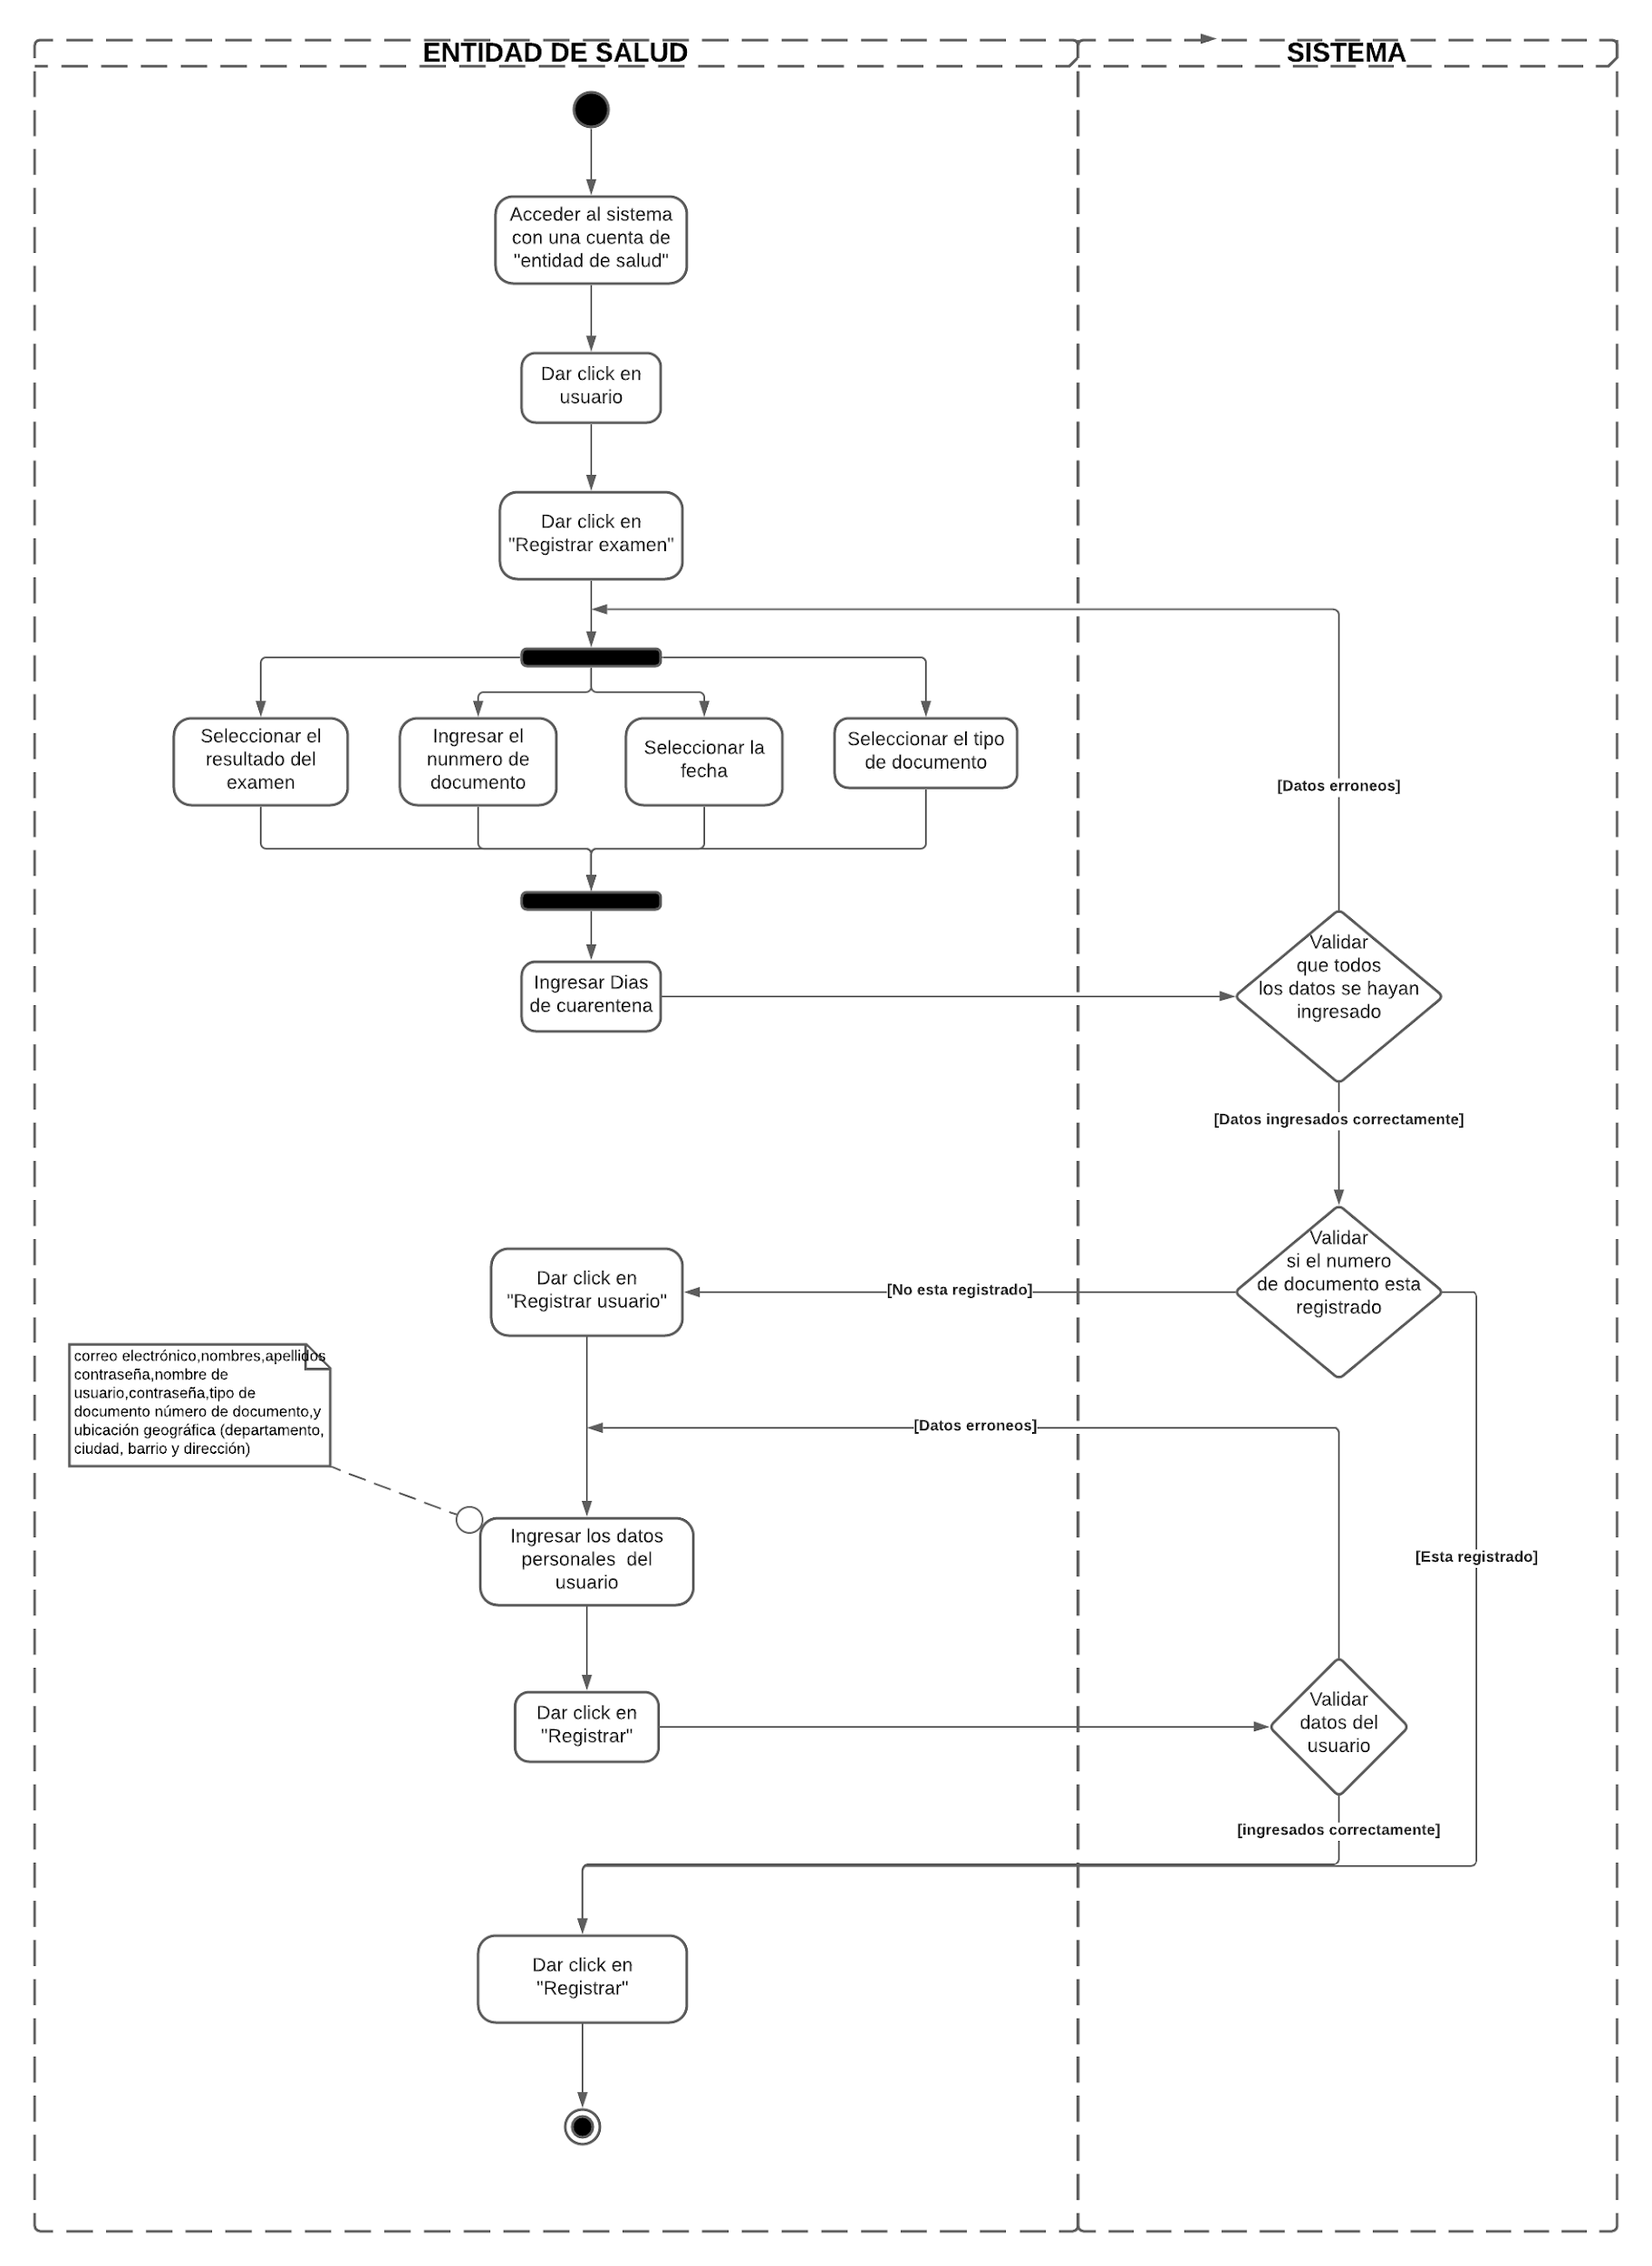 ENTIDAD DE SALUD
SISTEMA
Acceder al sistema
con una cuenta de
"entidad de salud"
Dar click en
usuario
Dar click en
"Registrar examen"
Seleccionar el
resultado del
examen
Ingresar el
nunmero de
documento
Seleccionar la
fecha
Seleccionar el tipo
de documento
[Datos erroneos]
Ingresar Dias
de cuarentena
Validar
que todos
los datos se hayan
ingresado
[Datos ingresados correctamente]
Validar
si el numero
de documento esta
registrado
[No esta registrado]
Dar click en
"Registrar usuario"
correo electrónico,nombres,apellidos
contraseña,nombre de
usuario,contraseña,tipo de
documento número de documento,y
ubicación geográfica (departamento,
ciudad, barrio y dirección)
[Datos erroneos]
Ingresar los datos
personales  del
usuario
[Esta registrado]
Dar click en
"Registrar"
Validar
datos del
usuario
[ingresados correctamente]
Dar click en
"Registrar"